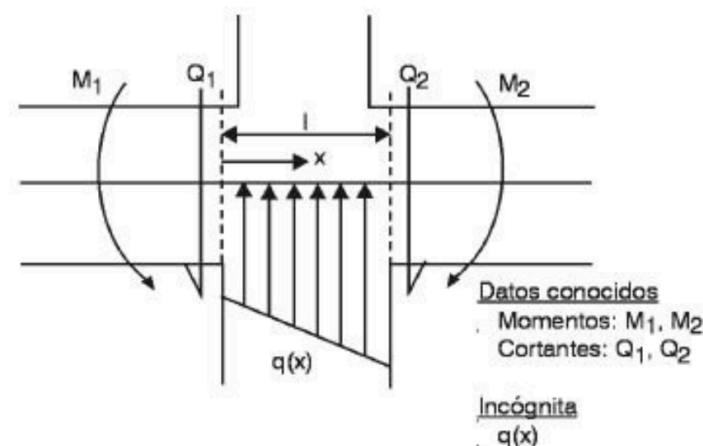 M₁
Q₁
Q₂
M₂
l
x
q(x)
Datos conocidos
. Momentos: M₁, M₂
Cortantes: Q₁, Q₂
Incógnita
. q(x)